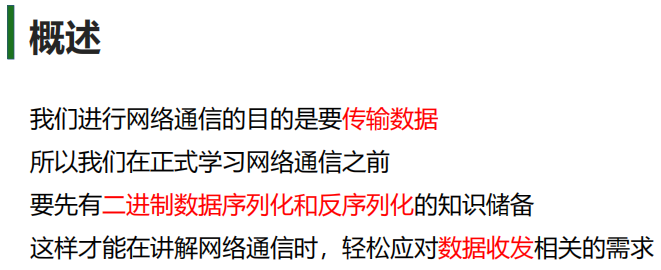 概述
我们进行网络通信的目的是要传输数据
所以我们在正式学习网络通信之前
要先有二进制数据序列化和反序列化的知识储备
这样才能在讲解网络通信时，轻松应对数据收发相关的需求